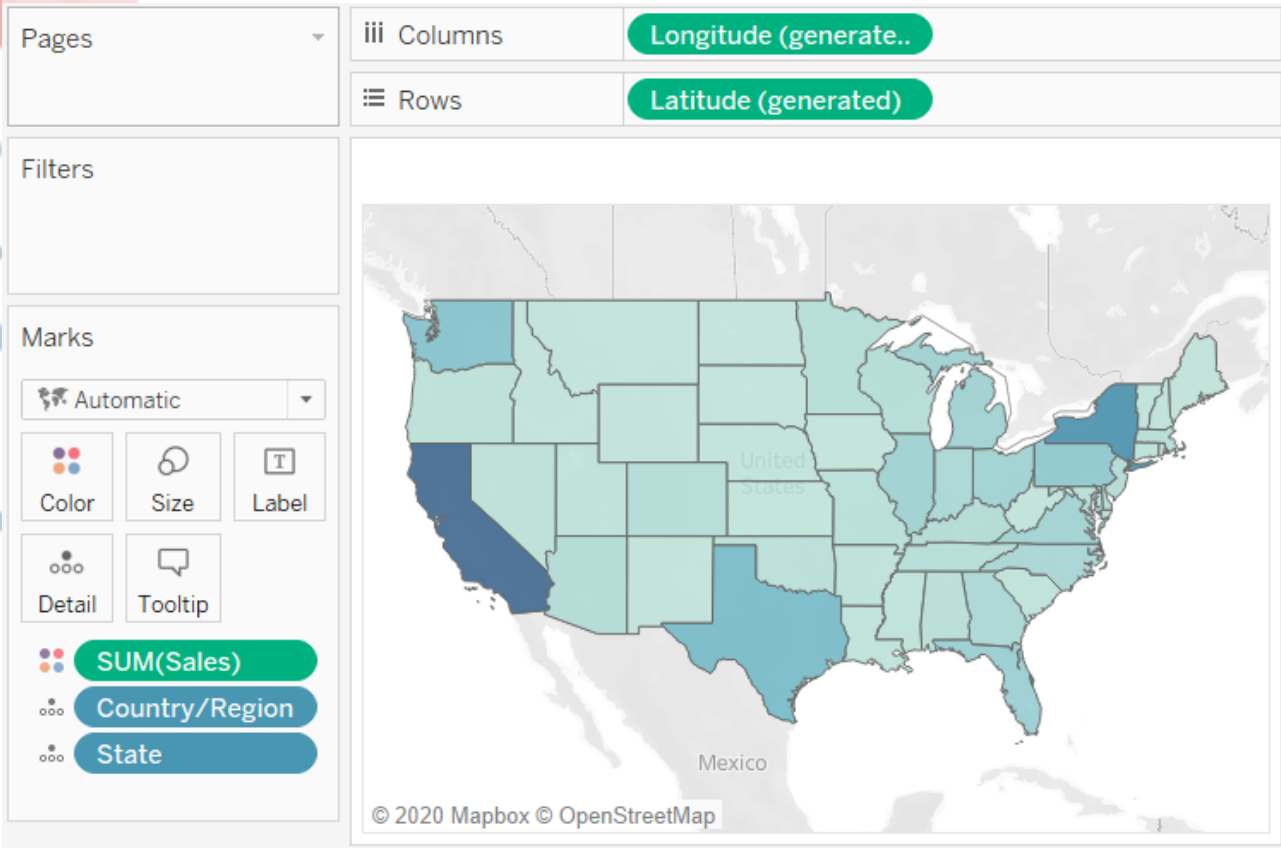 Pages
Columns
Longitude (generate..
Rows
Latitude (generated)
Filters
Marks
Automatic
Color
Size
T
Label
Detail
Tooltip
SUM(Sales)
Country/Region
State
United
States
Mexico
© 2020 Mapbox © OpenStreetMap